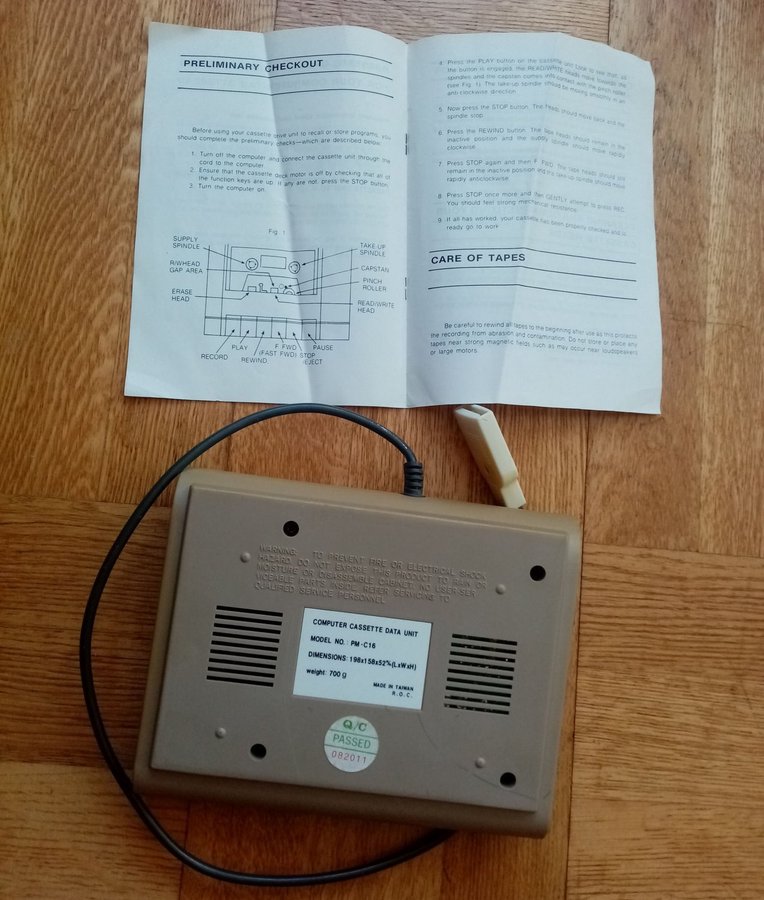 PRELIMINARY CHECKOUT
Before using your cassette drive unit to recall or store programs, you
should complete the preliminary checks—which are described below:
1. Turn off the computer and connect the cassette unit through the
cord to the computer.
2. Ensure that the cassette deck motor is off by checking that all of
the function keys are up. If any are not, press the STOP button.
3. Turn the computer on.
Fig. 1
SUPPLY
SPINDLE
R/WHEAD
GAP AREA
ERASE
HEAD
TAKE-UP
SPINDLE
CAPSTAN
PINCH
ROLLER
READ/WRITE
HEAD
RECORD
PLAY
REWIND
F. FWD
(FAST FWD)
STOP
EJECT
PAUSE
4. Press the PLAY button on the cassette unit. Look to see that, as
the button is engaged, the READ/WRITE heads move towards the
spindles and the capstan comes into contact with the pinch roller
(see Fig. 1). The take-up spindle should be moving smoothly in an
anti-clockwise direction.
5. Now press the STOP button. The heads should move back and the
spindle stop.
6. Press the REWIND button. The tape heads should remain in the
inactive position and the supply spindle should move rapidly
clockwise.
7. Press STOP again and then F. FWD. The tape heads should still
remain in the inactive position and the take-up spindle should move
rapidly anticlockwise.
8. Press STOP once more and then GENTLY attempt to press REC.
You should feel strong mechanical resistance.
9. If all has worked, your cassette has been properly checked and is
ready go to work.
CARE OF TAPES
Be careful to rewind all tapes to the beginning after use as this protects
the recording from abrasion and contamination. Do not store or place any
tapes near strong magnetic fields such as may occur near loudspeakers
or large motors.
WARNING: TO PREVENT FIRE OR ELECTRICAL SHOCK
HAZARD, DO NOT EXPOSE THIS PRODUCT TO RAIN OR
MOISTURE OR DISASSEMBLE CABINET. NO USER-SER
VICEABLE PARTS INSIDE. REFER SERVICING TO
QUALIFIED SERVICE PERSONNEL
COMPUTER CASSETTE DATA UNIT
MODEL NO.: PM-C16
DIMENSIONS: 198x158x52%(LxWxH)
weight: 700 g
MADE IN TAIWAN
R.O.C.
Q/C
PASSED
082011